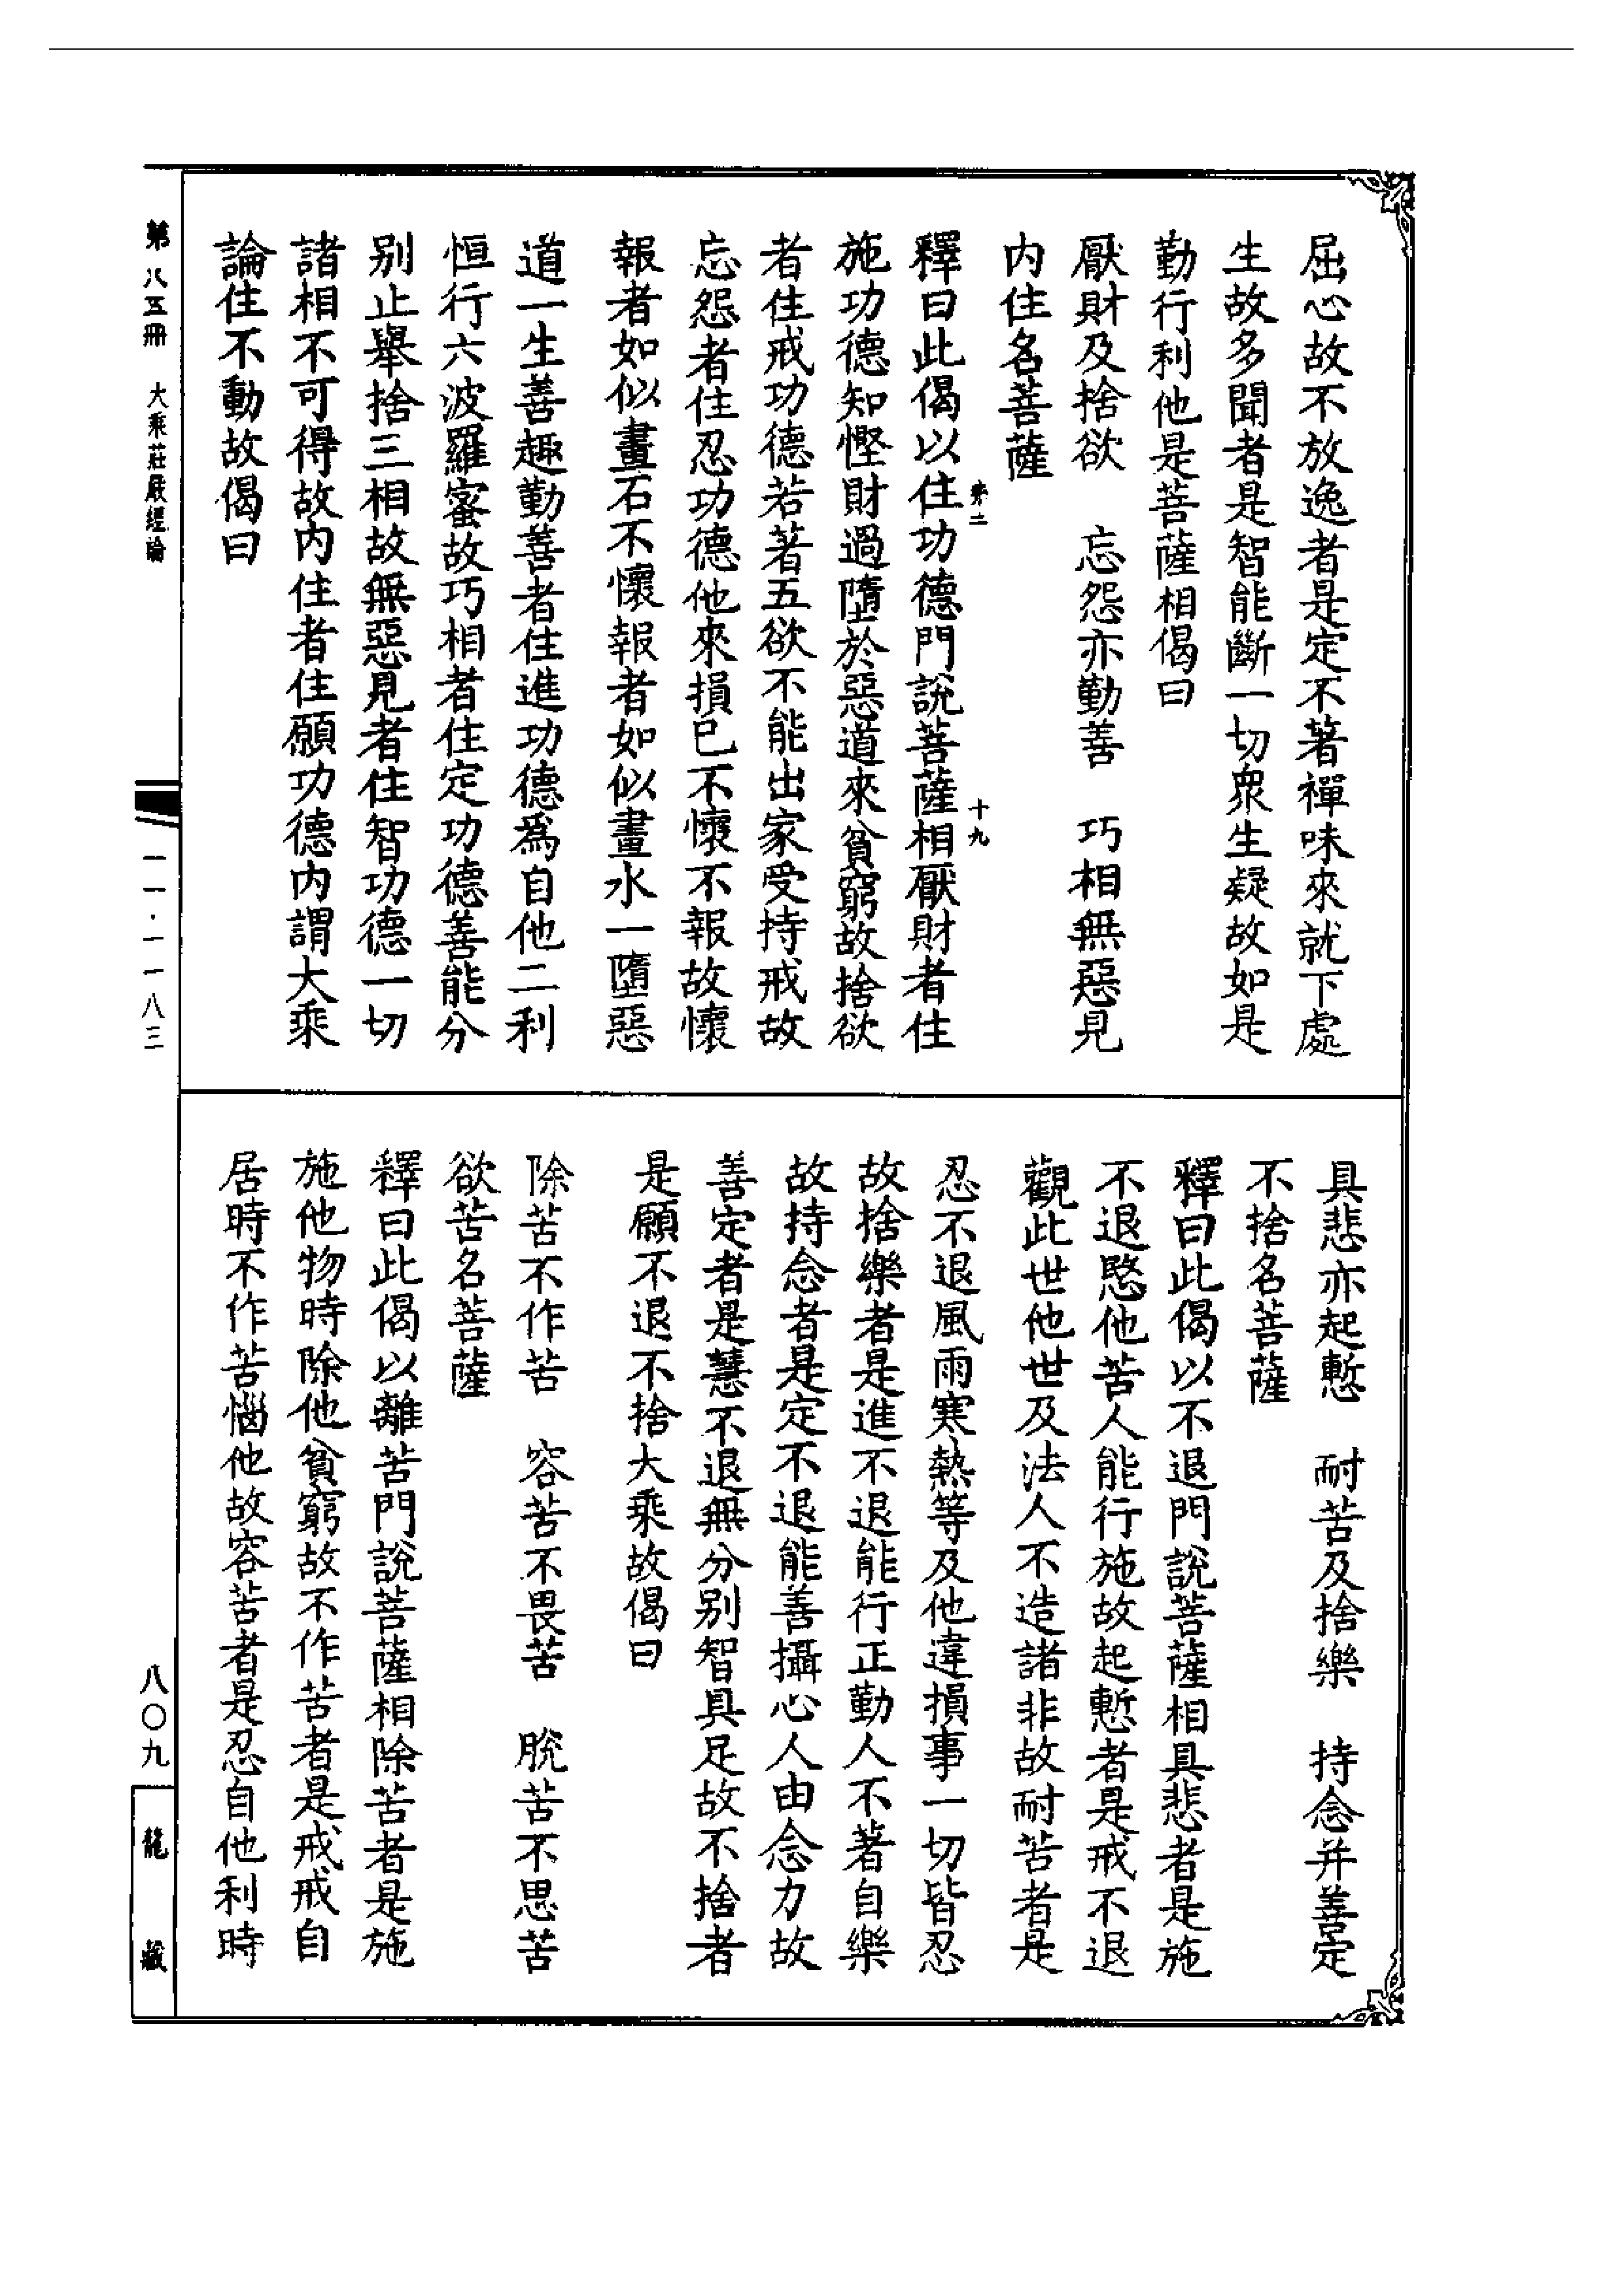 屈心故不放逸者是定不著禪味來就下處
生故多聞者是智能斷一切衆生疑故如是
勤行利他是菩薩相偈曰
厭財及捨欲　忘怨亦勤善　巧相無惡見
内住名菩薩
十九
釋曰此偈以住功德門說菩薩相厭財者住
施功德知慳財過墮於惡道來貧窮故捨欲
者住戒功德若著五欲不能出家受持戒故
忘怨者住忍功德他來損已不懷不報故懷
報者如似畫石不懷報者如似畫水一墮惡
道一生善趣勤善者住進功德爲自他二利
恒行六波羅蜜故巧相者住定功德善能分
别止舉捨三相故無惡見者住智功德一切
諸相不可得故内住者住願功德内謂大乘
論住不動故偈曰
具悲亦起慙　耐苦及捨樂　持念并善定
不捨名菩薩
釋曰此偈以不退門說菩薩相具悲者是施
不退愍他苦人能行施故起慙者是戒不退
觀此世他世及法人不造諸非故耐苦者是
忍不退風雨寒熱等及他違損事一切皆忍
故捨樂者是進不退能行正勤人不著自樂
故持念者是定不退能善攝心人由念力故
善定者是慧不退無分别智具足故不捨者
是願不退不捨大乘故偈曰
除苦不作苦　容苦不畏苦　脫苦不思苦
欲苦名菩薩
釋曰此偈以離苦門說菩薩相除苦者是施
施他物時除他貧窮故不作苦者是戒戒自
居時不作苦惱他故容苦者是忍自他利時
第八五冊　大乘莊嚴經論
一一·一一八三
八〇九
龍藏